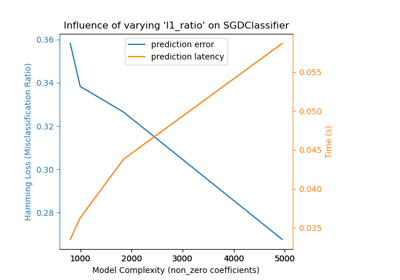 Influence of varying 'l1_ratio' on SGDClassifier
prediction error
prediction latency
Hamming Loss (Misclassification Ratio)
0.36
0.34
0.32
0.30
0.28
0.055
0.050
0.045
0.040
0.035
Time (s)
1000 2000 3000 4000 5000
Model Complexity (non_zero coefficients)